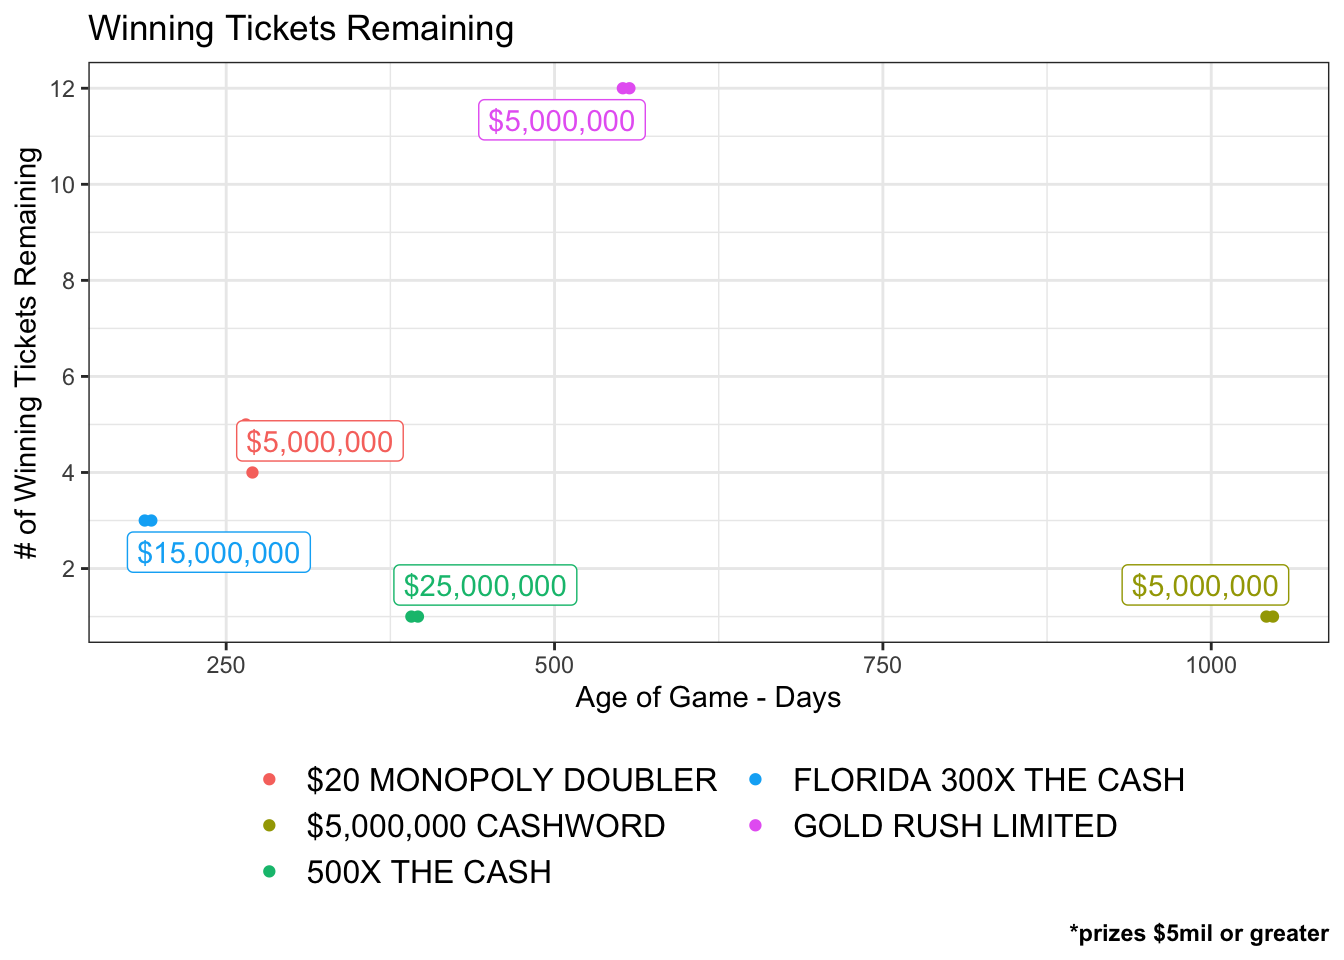 Winning Tickets Remaining
# of Winning Tickets Remaining
12
10
8
6
4
2
$5,000,000
$5,000,000
$15,000,000
$25,000,000
$5,000,000
250 500 750 1000
Age of Game - Days
$20 MONOPOLY DOUBLER FLORIDA 300X THE CASH
$5,000,000 CASHWORD GOLD RUSH LIMITED
500X THE CASH
*prizes $5mil or greater